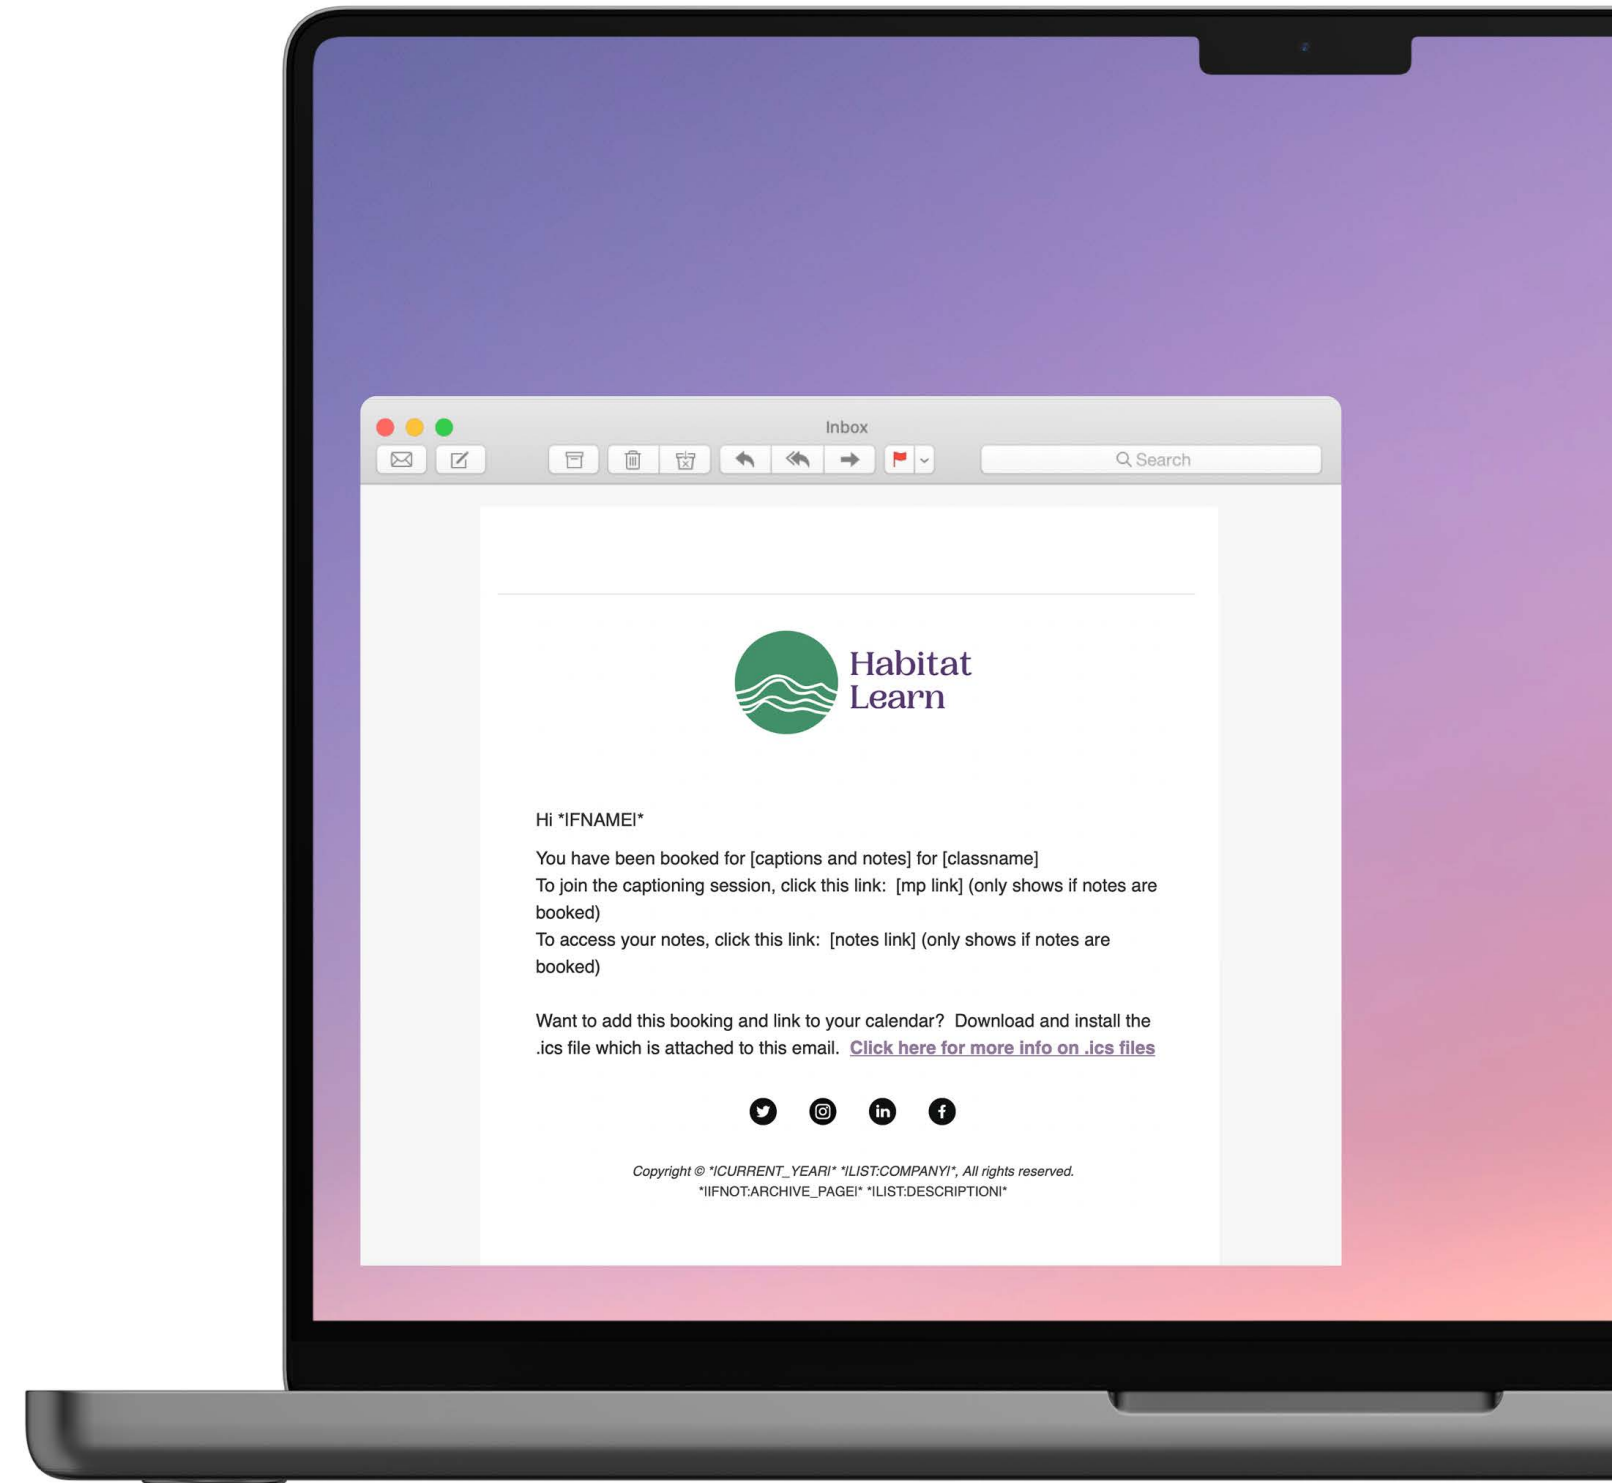 Inbox
Search
Habitat
Learn
Hi *|FNAME|*
You have been booked for [captions and notes] for [classname]
To join the captioning session, click this link:  [mp link] (only shows if notes are
booked)
To access your notes, click this link:  [notes link] (only shows if notes are
booked)
Want to add this booking and link to your calendar?  Download and install the
.ics file which is attached to this email.  Click here for more info on .ics files
Copyright © *|CURRENT_YEAR|* *|LIST:COMPANY|*, All rights reserved.
*|IFNOT:ARCHIVE_PAGE|* *|LIST:DESCRIPTION|*